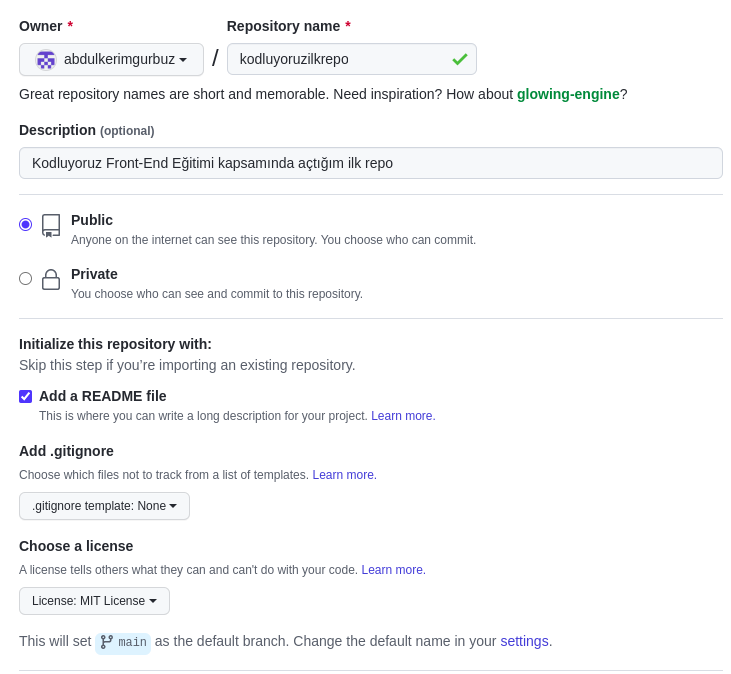 Owner * Repository name *
abdulkerimgurbuz / kodluyoruzilkrepo
Great repository names are short and memorable. Need inspiration? How about glowing-engine?
Description (optional)
Kodluyoruz Front-End Eğitimi kapsamında açtığım ilk repo
Public
Anyone on the internet can see this repository. You choose who can commit.
Private
You choose who can see and commit to this repository.
Initialize this repository with:
Skip this step if you’re importing an existing repository.
Add a README file
This is where you can write a long description for your project. Learn more.
Add .gitignore
Choose which files not to track from a list of templates. Learn more.
.gitignore template: None
Choose a license
A license tells others what they can and can't do with your code. Learn more.
License: MIT License
This will set main as the default branch. Change the default name in your settings.